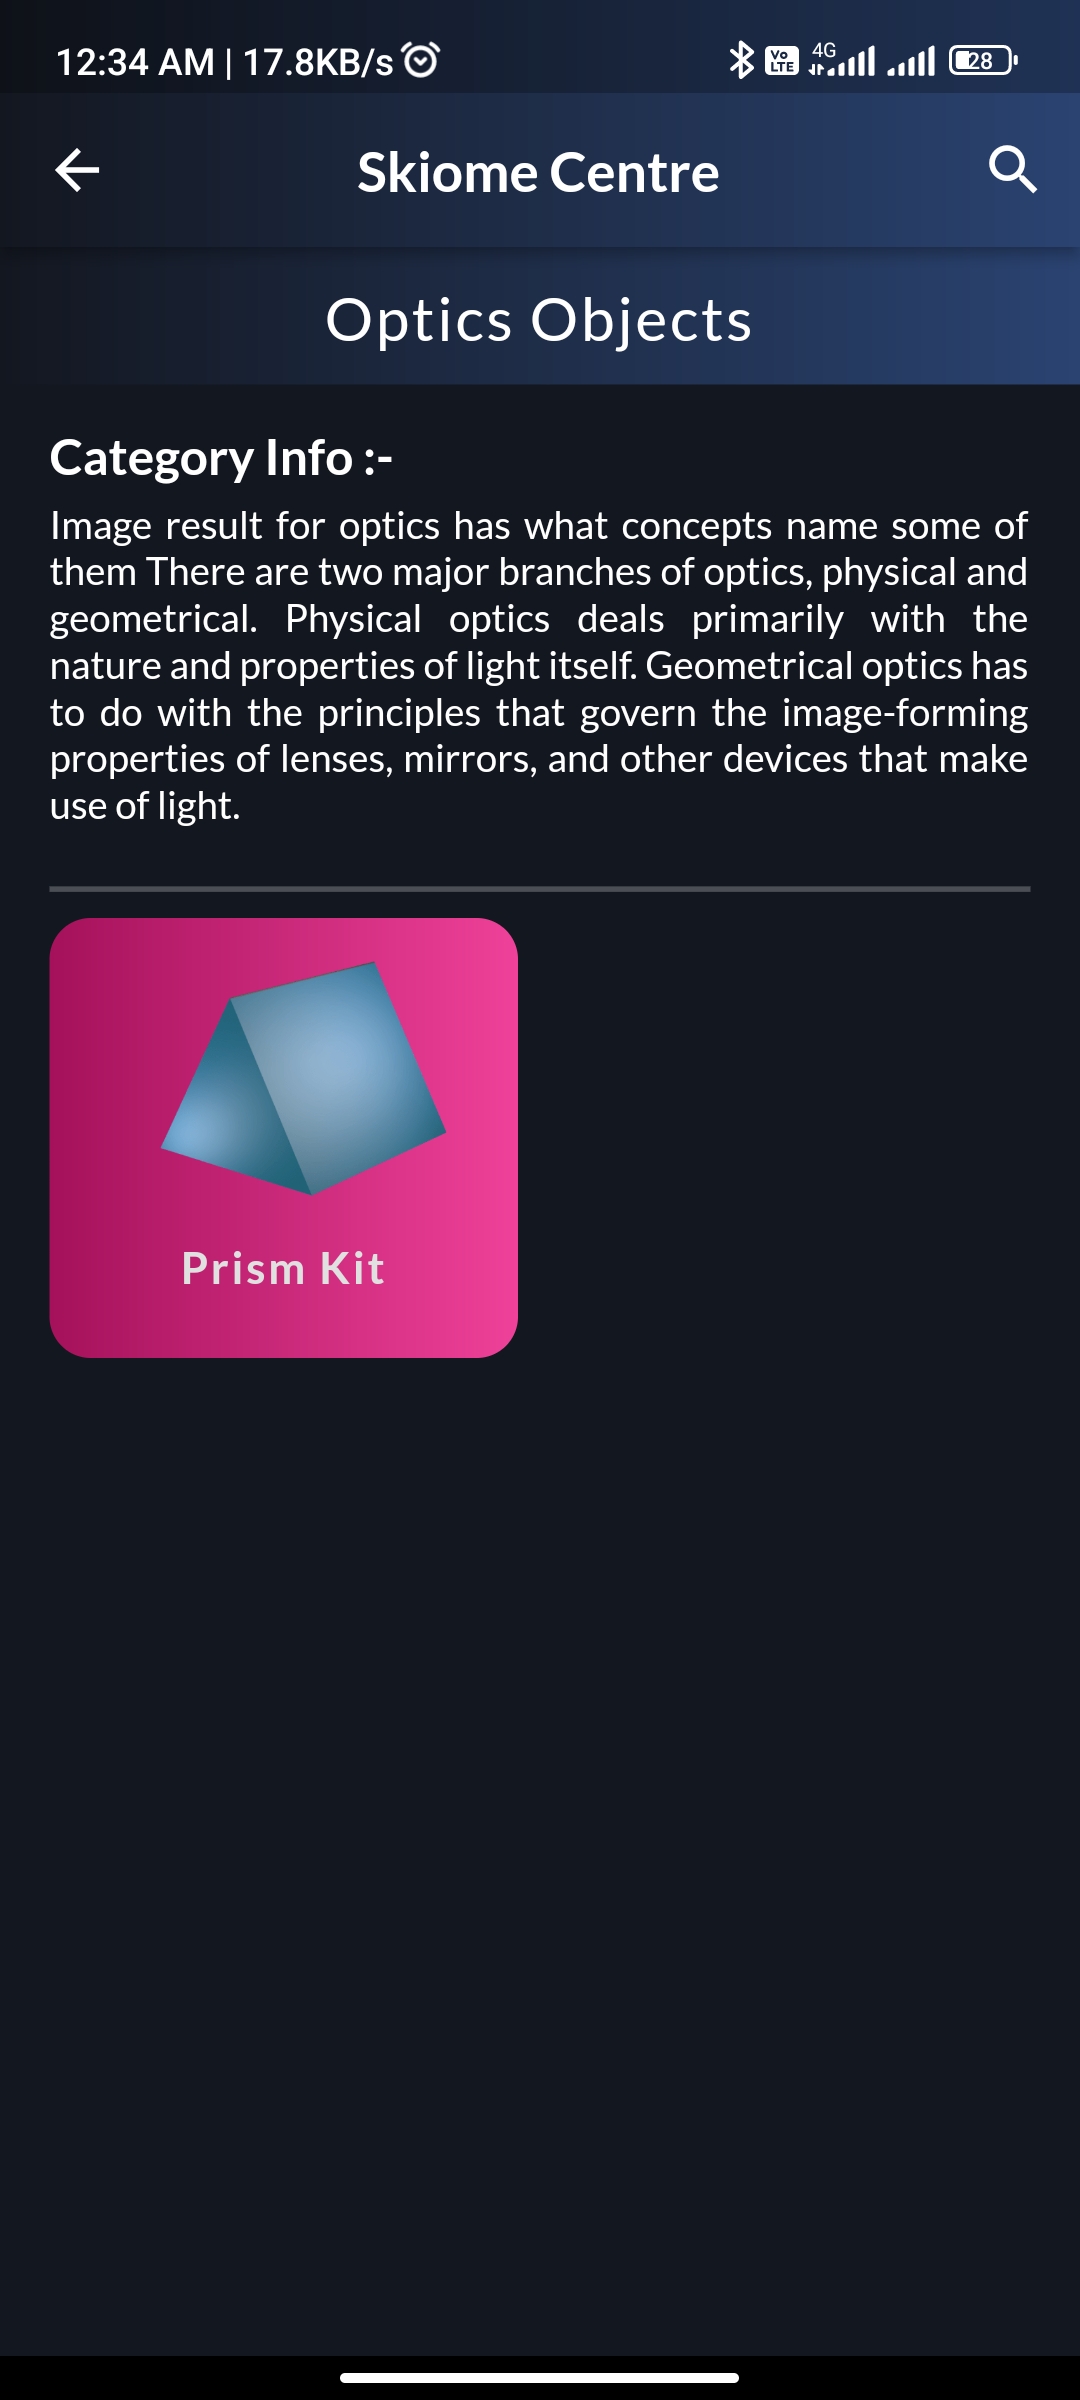 12:34 AM | 17.8KB/s
Vo LTE 4G 28
Skiome Centre
Optics Objects
Category Info :-
Image result for optics has what concepts name some of
them There are two major branches of optics, physical and
geometrical. Physical optics deals primarily with the
nature and properties of light itself. Geometrical optics has
to do with the principles that govern the image-forming
properties of lenses, mirrors, and other devices that make
use of light.
Prism Kit